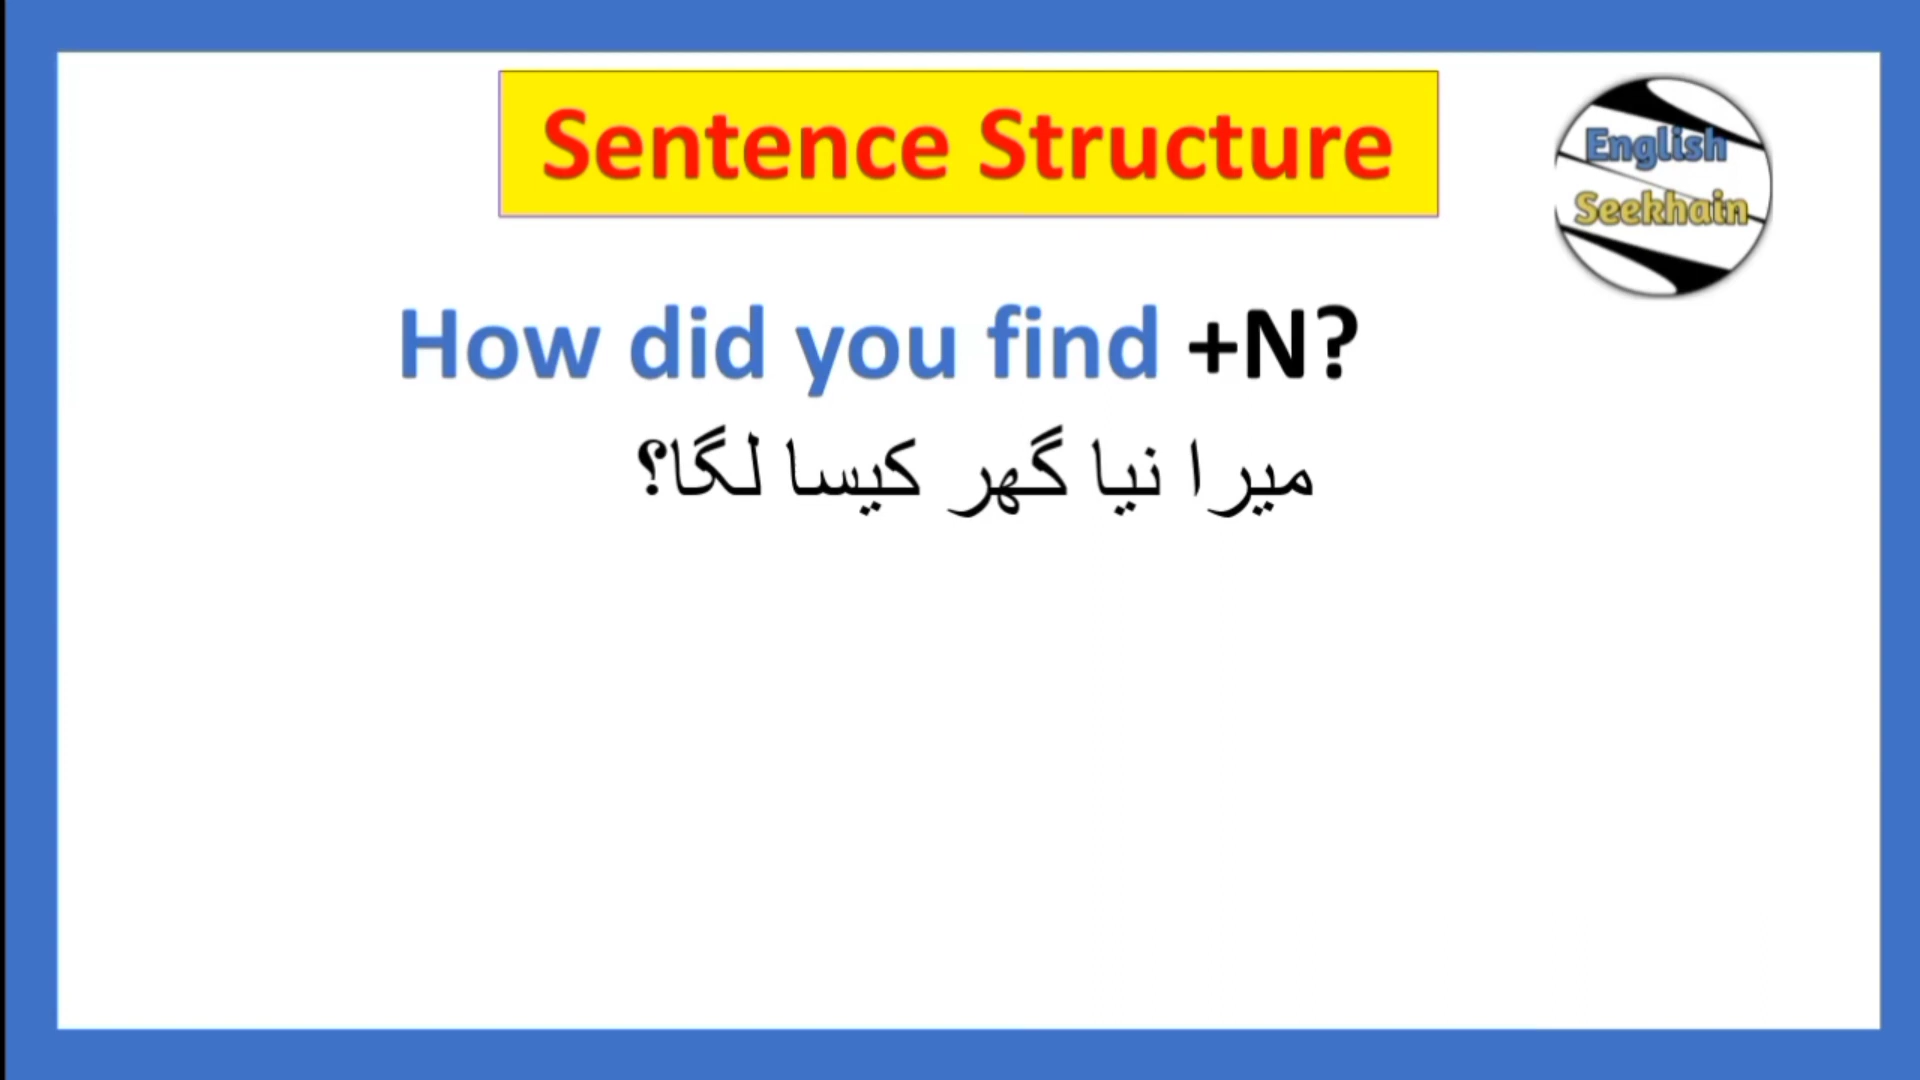 Sentence Structure
English
Seekhain
How did you find +N?
میرا نیا گھر کیسا لگا؟